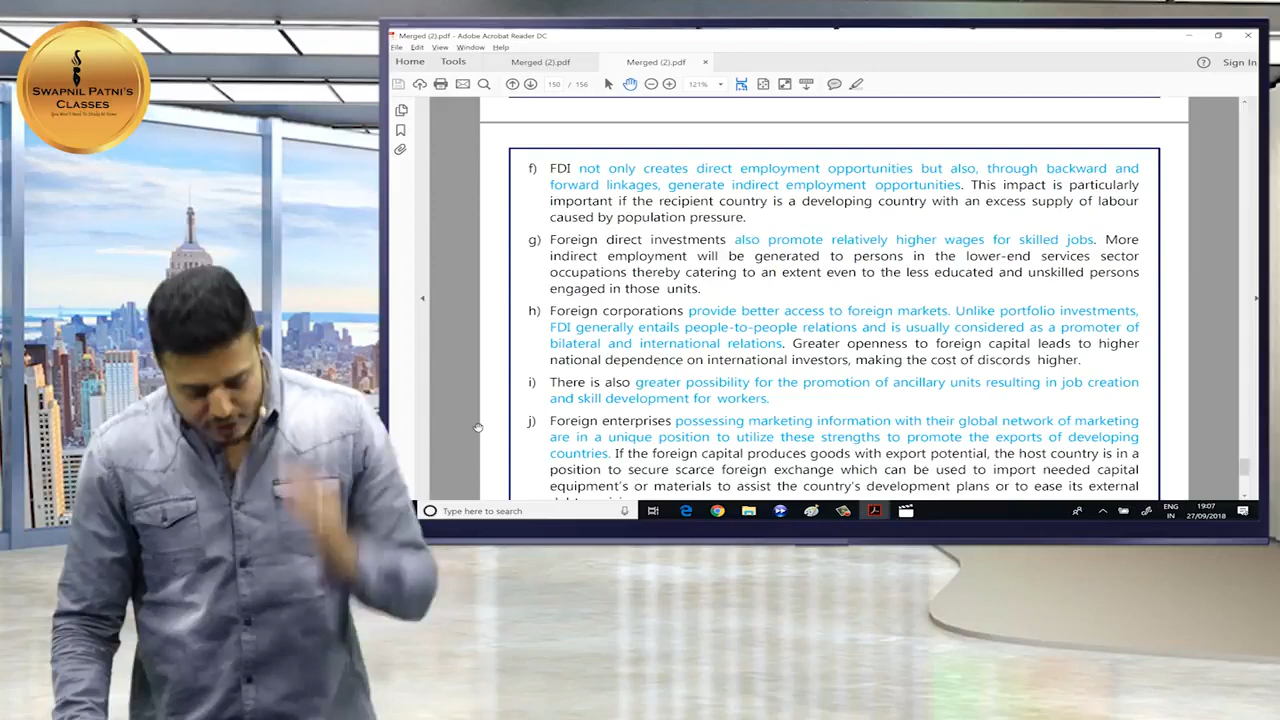 SWAPNIL PATNI'S
CLASSES
You Won't Need To Study At Home
Merged (2).pdf - Adobe Acrobat Reader DC
File Edit View Window Help
Home Tools Merged (2).pdf Merged (2).pdf × Sign In
150 / 156 121%
f) FDI not only creates direct employment opportunities but also, through backward and
forward linkages, generate indirect employment opportunities. This impact is particularly
important if the recipient country is a developing country with an excess supply of labour
caused by population pressure.
g) Foreign direct investments also promote relatively higher wages for skilled jobs. More
indirect employment will be generated to persons in the lower-end services sector
occupations thereby catering to an extent even to the less educated and unskilled persons
engaged in those units.
h) Foreign corporations provide better access to foreign markets. Unlike portfolio investments,
FDI generally entails people-to-people relations and is usually considered as a promoter of
bilateral and international relations. Greater openness to foreign capital leads to higher
national dependence on international investors, making the cost of discords higher.
i) There is also greater possibility for the promotion of ancillary units resulting in job creation
and skill development for workers.
j) Foreign enterprises possessing marketing information with their global network of marketing
are in a unique position to utilize these strengths to promote the exports of developing
countries. If the foreign capital produces goods with export potential, the host country is in a
position to secure scarce foreign exchange which can be used to import needed capital
equipment's or materials to assist the country's development plans or to ease its external
Type here to search
ENG
IN
19:07
27/09/2018